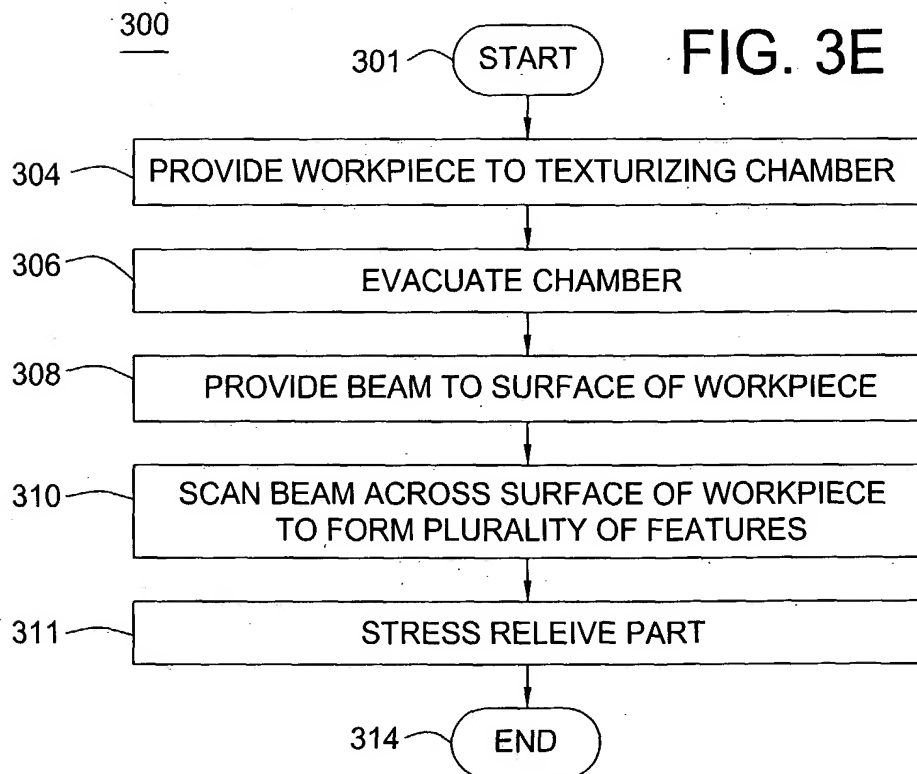 300
301
START
FIG. 3E
304
PROVIDE WORKPIECE TO TEXTURIZING CHAMBER
306
EVACUATE CHAMBER
308
PROVIDE BEAM TO SURFACE OF WORKPIECE
310
SCAN BEAM ACROSS SURFACE OF WORKPIECE
TO FORM PLURALITY OF FEATURES
311
STRESS RELEIVE PART
314
END